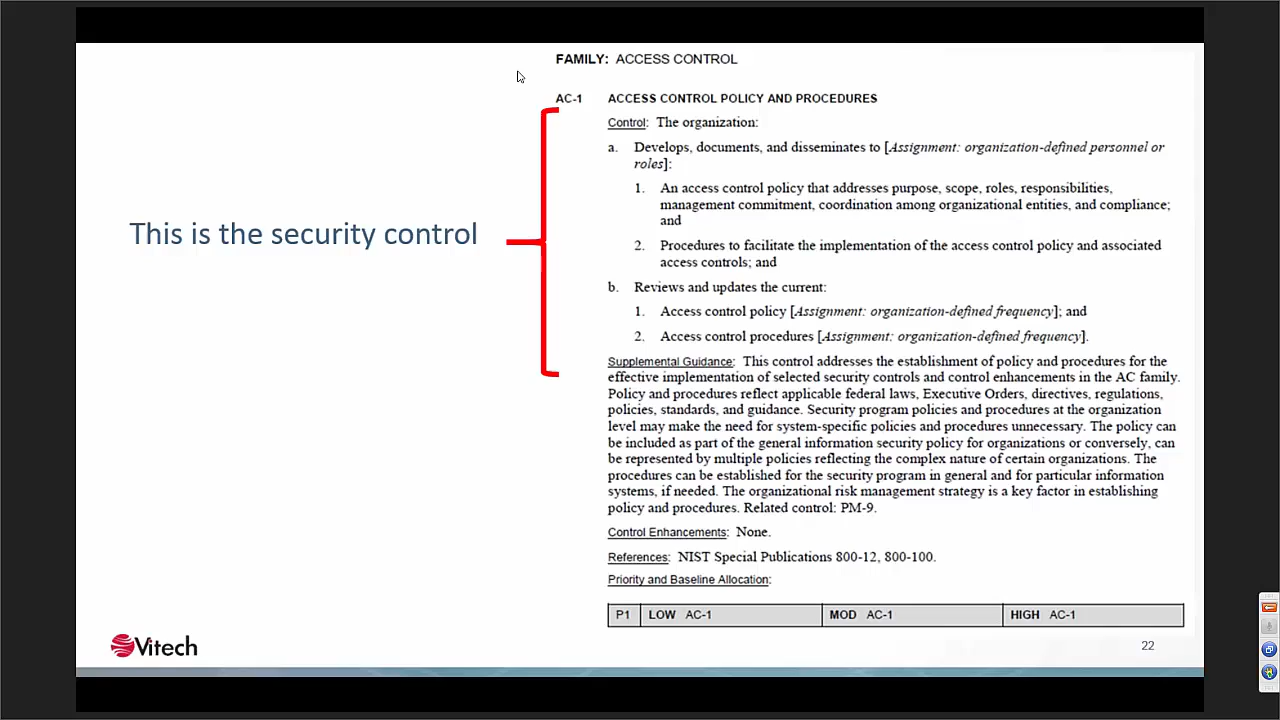 FAMILY: ACCESS CONTROL
AC-1 ACCESS CONTROL POLICY AND PROCEDURES
Control: The organization:
a. Develops, documents, and disseminates to [Assignment: organization-defined personnel or
roles]:
1. An access control policy that addresses purpose, scope, roles, responsibilities,
management commitment, coordination among organizational entities, and compliance;
and
2. Procedures to facilitate the implementation of the access control policy and associated
access controls; and
b. Reviews and updates the current:
1. Access control policy [Assignment: organization-defined frequency]; and
2. Access control procedures [Assignment: organization-defined frequency].
Supplemental Guidance: This control addresses the establishment of policy and procedures for the
effective implementation of selected security controls and control enhancements in the AC family.
Policy and procedures reflect applicable federal laws, Executive Orders, directives, regulations,
policies, standards, and guidance. Security program policies and procedures at the organization
level may make the need for system-specific policies and procedures unnecessary. The policy can
be included as part of the general information security policy for organizations or conversely, can
be represented by multiple policies reflecting the complex nature of certain organizations. The
procedures can be established for the security program in general and for particular information
systems, if needed. The organizational risk management strategy is a key factor in establishing
policy and procedures. Related control: PM-9.
Control Enhancements: None.
References: NIST Special Publications 800-12, 800-100.
Priority and Baseline Allocation:
P1 LOW AC-1 MOD AC-1 HIGH AC-1
This is the security control
Vitech
22